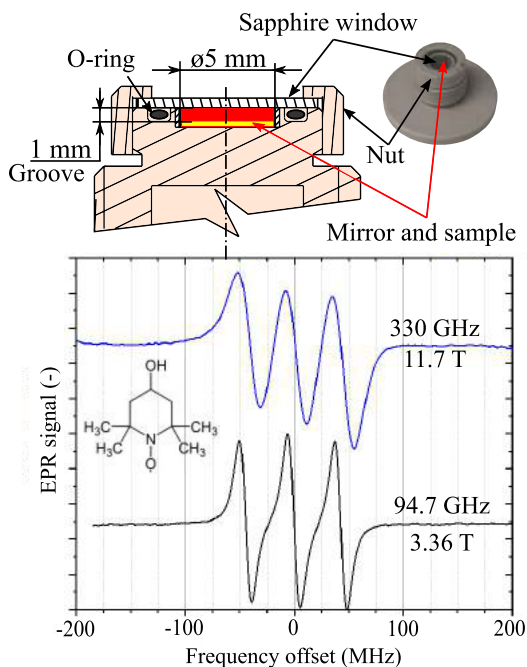 Sapphire window
O-ring
ø5 mm
1 mm
Groove
Nut
Mirror and sample
330 GHz
11.7 T
OH
H₃C
CH₃
H₃C
N
CH₃
O
94.7 GHz
3.36 T
EPR signal (-)
-200
-100
0
100
200
Frequency offset (MHz)